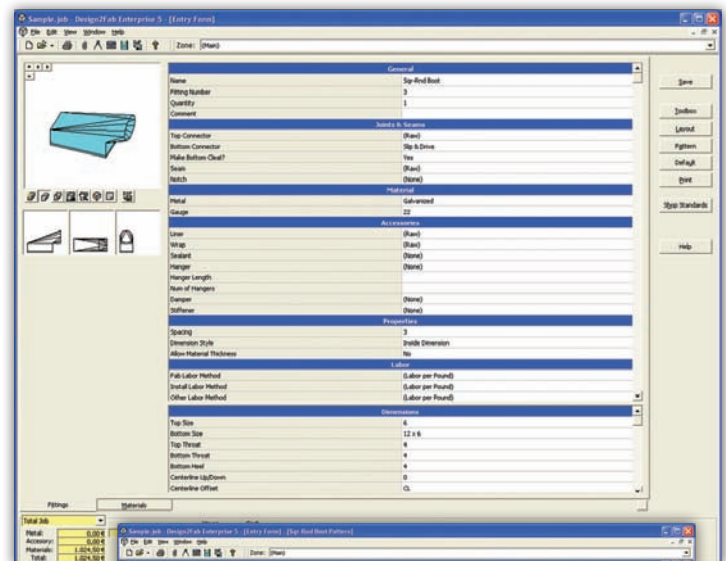 Sample.job - Design2Fab Enterprise 5 - [Entry Form]
File Edit View Window Help
Zone: (Main)
General
Name Sqr-Rnd Boot
Fitting Number 3
Quantity 1
Comment
Joints & Seams
Top Connector (Raw)
Bottom Connector Slip & Drive
Make Bottom Cleat? Yes
Seam (Raw)
Notch (None)
Material
Metal Galvanized
Gauge 22
Accessories
Liner (Raw)
Wrap (Raw)
Sealant (None)
Hanger (None)
Hanger Length
Num of Hangers
Damper (None)
Stiffener (None)
Properties
Spacing 3
Dimension Style Inside Dimension
Allow Material Thickness No
Labor
Fab Labor Method (Labor per Pound)
Install Labor Method (Labor per Pound)
Other Labor Method (Labor per Pound)
Dimensions
Top Size 6
Bottom Size 12 x 6
Top Throat 4
Bottom Throat 4
Bottom Heel 4
Centerline Up/Down 0
Centerline Offset CL
Save
Toolbox
Layout
Pattern
Default
Print
Shop Standards
Help
Fittings Materials
Total Job
Metal: 0,00 €
Accessory: 0,00 €
Materials: 1.024,50 €
Total: 1.024,50 €
Sample.job - Design2Fab Enterprise 5 - [Entry Form] - [Sqr-Rnd Boot Pattern]
File Edit View Window Help
Zone: (Main)